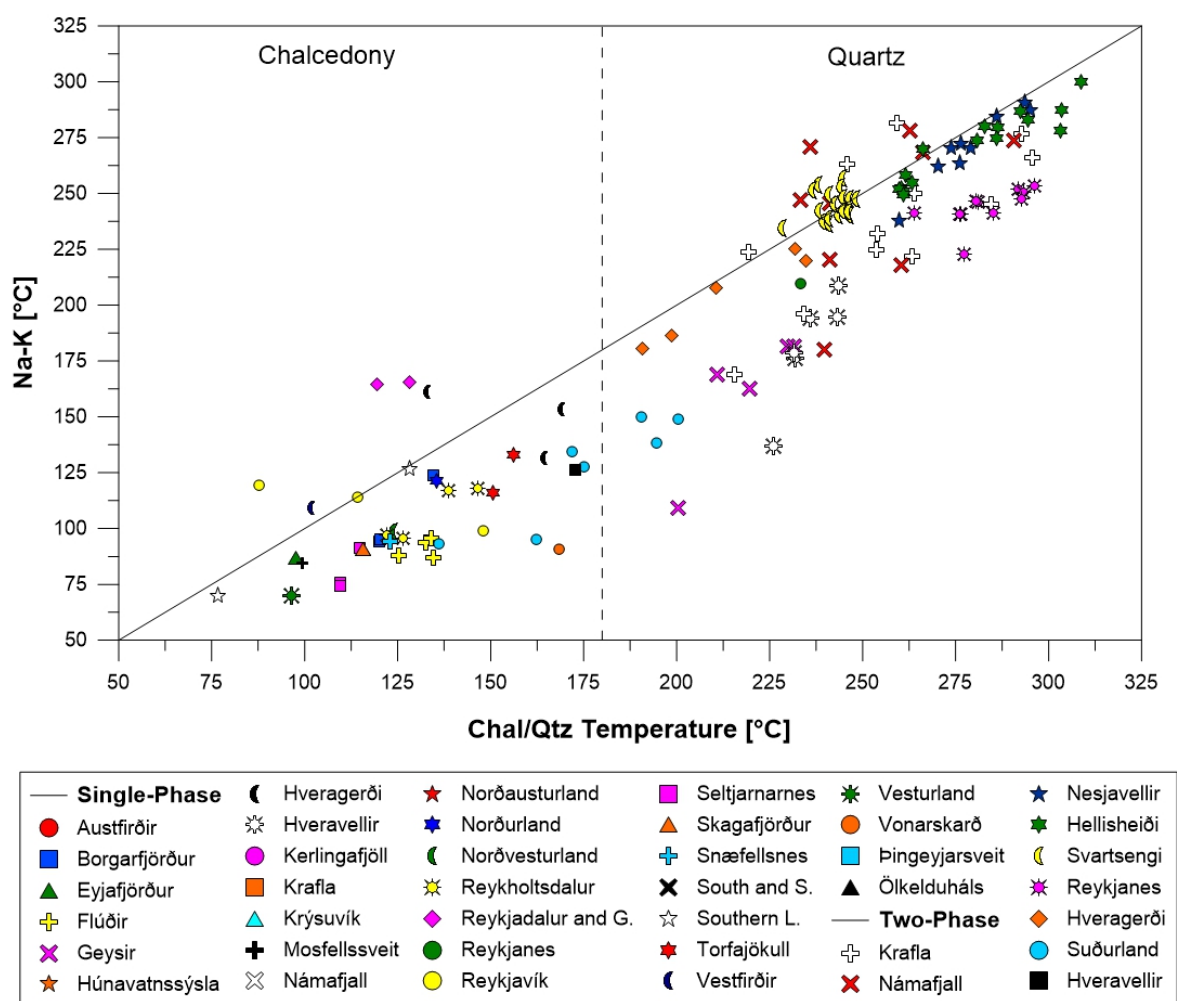 Chalcedony
Quartz
Na-K [°C]
325
300
275
250
225
200
175
150
125
100
75
50
50 75 100 125 150 175 200 225 250 275 300 325
Chal/Qtz Temperature [°C]
Single-Phase Hveragerði Norðausturland Seltjarnarnes Vesturland Nesjavellir
Austfirðir Hveravellir Norðurland Skagafjörður Vonarskarð Hellisheiði
Borgarfjörður Kerlingafjöll Norðvesturland Snæfellsnes Þingeyjarsveit Svartsengi
Eyjafjörður Krafla Reykholtsdalur South and S. Ölkelduháls Reykjanes
Flúðir Krýsuvík Reykjadalur and G. Southern L. Two-Phase Hveragerði
Geysir Mosfellssveit Reykjanes Torfajökull Krafla Suðurland
Húnavatnssýsla Námafjall Reykjavík Vestfirðir Námafjall Hveravellir